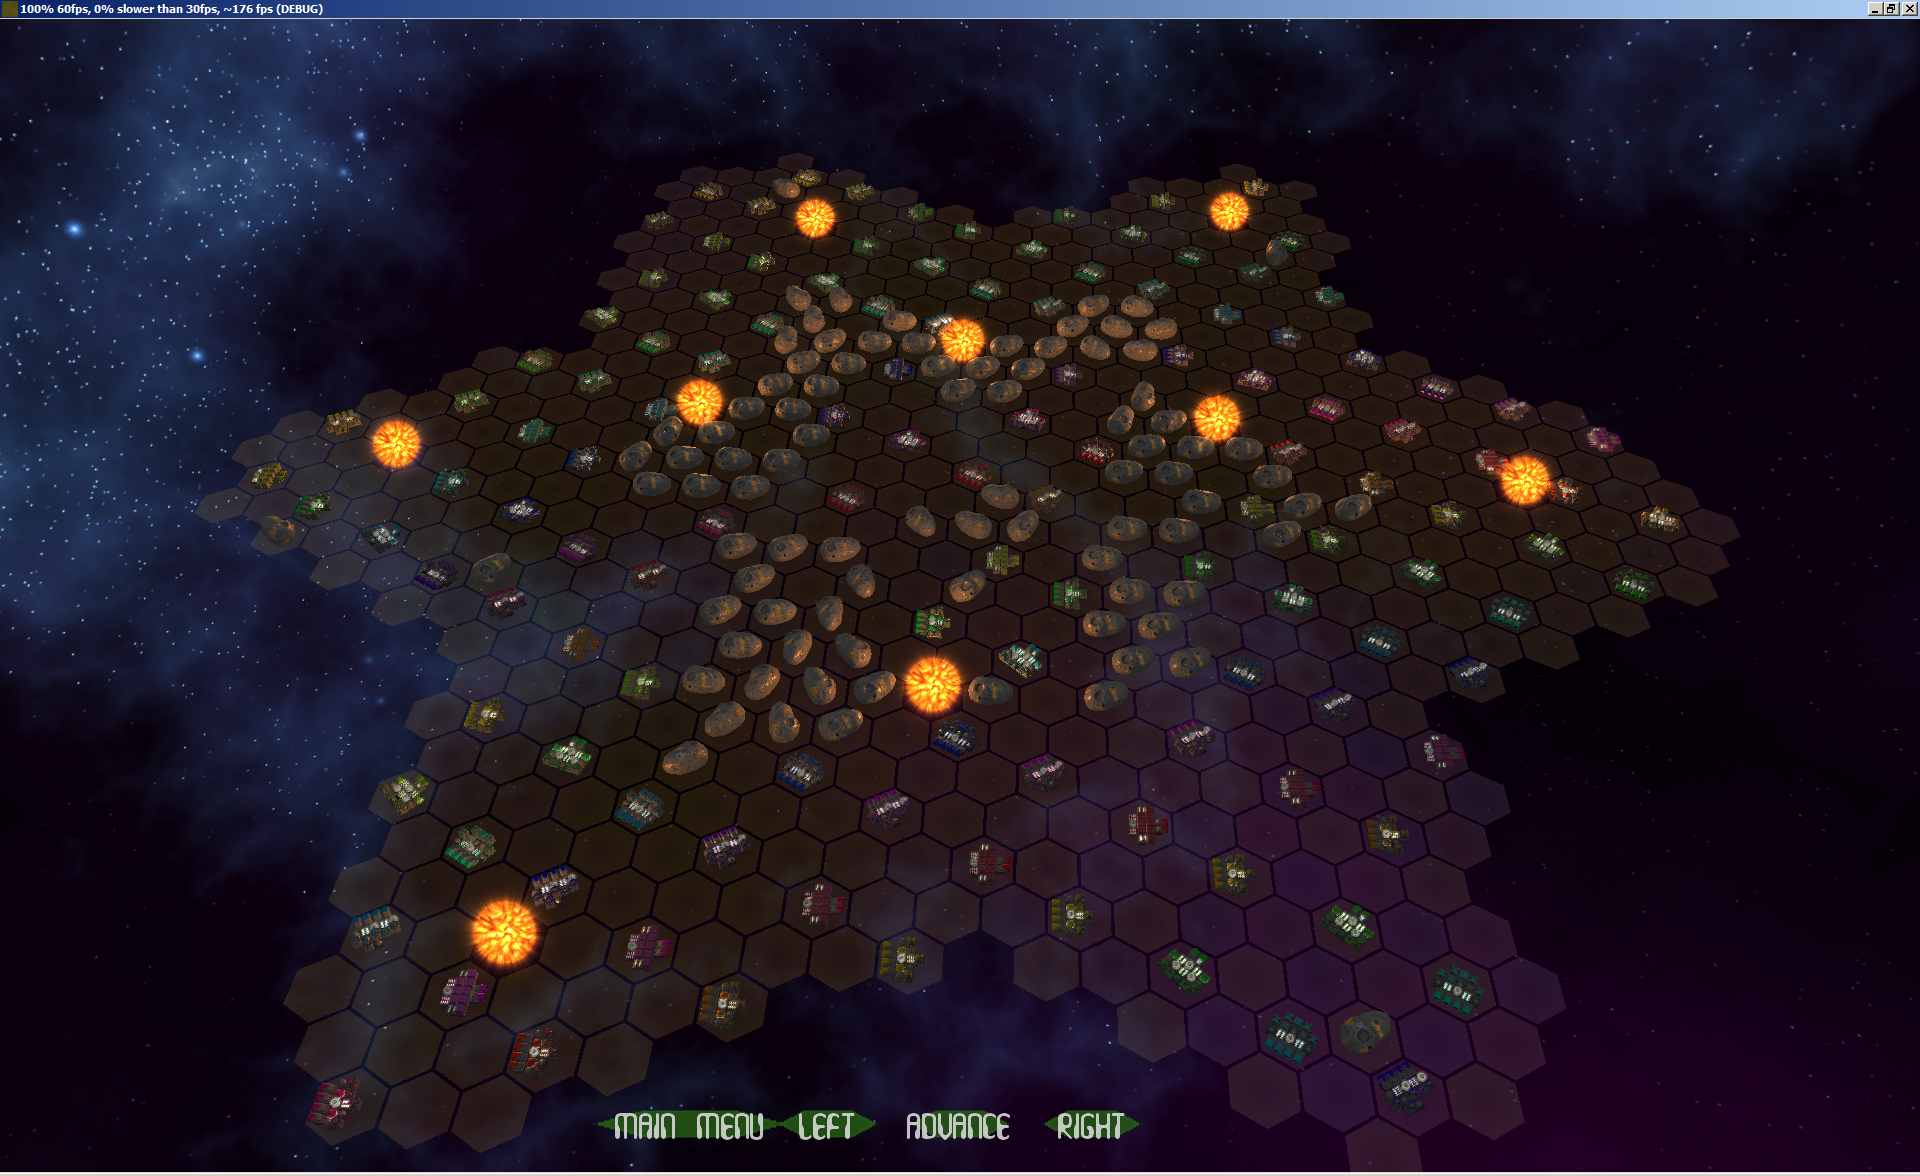 100% 60fps, 0% slower than 30fps, ~176 fps (DEBUG)
MAIN MENU LEFT ADVANCE RIGHT